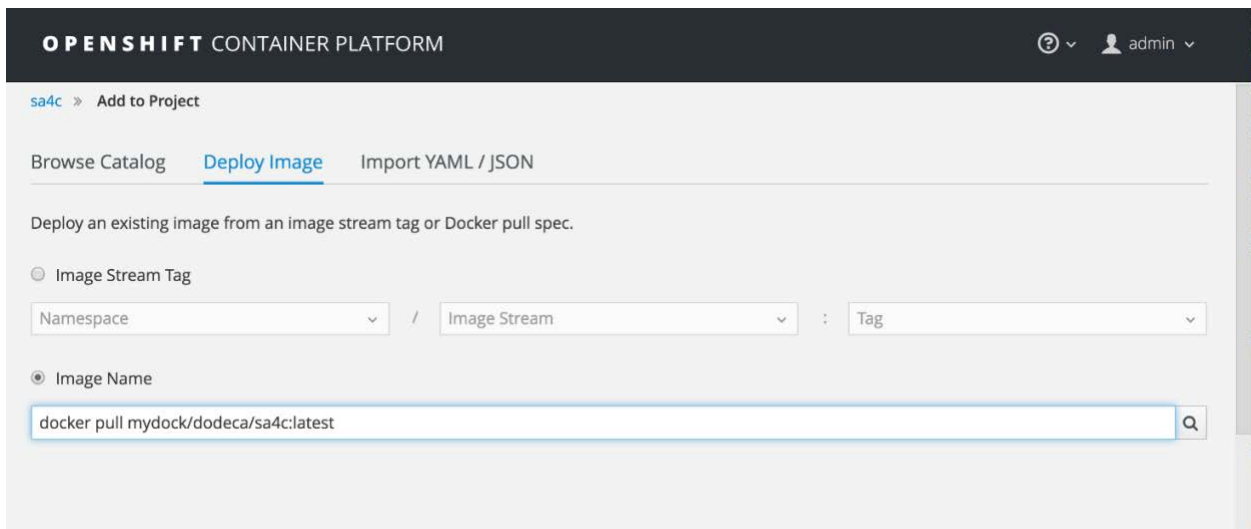 OPENSHIFT CONTAINER PLATFORM admin
sa4c » Add to Project
Browse Catalog Deploy Image Import YAML / JSON
Deploy an existing image from an image stream tag or Docker pull spec.
Image Stream Tag
Namespace / Image Stream : Tag
Image Name
docker pull mydock/dodeca/sa4c:latest